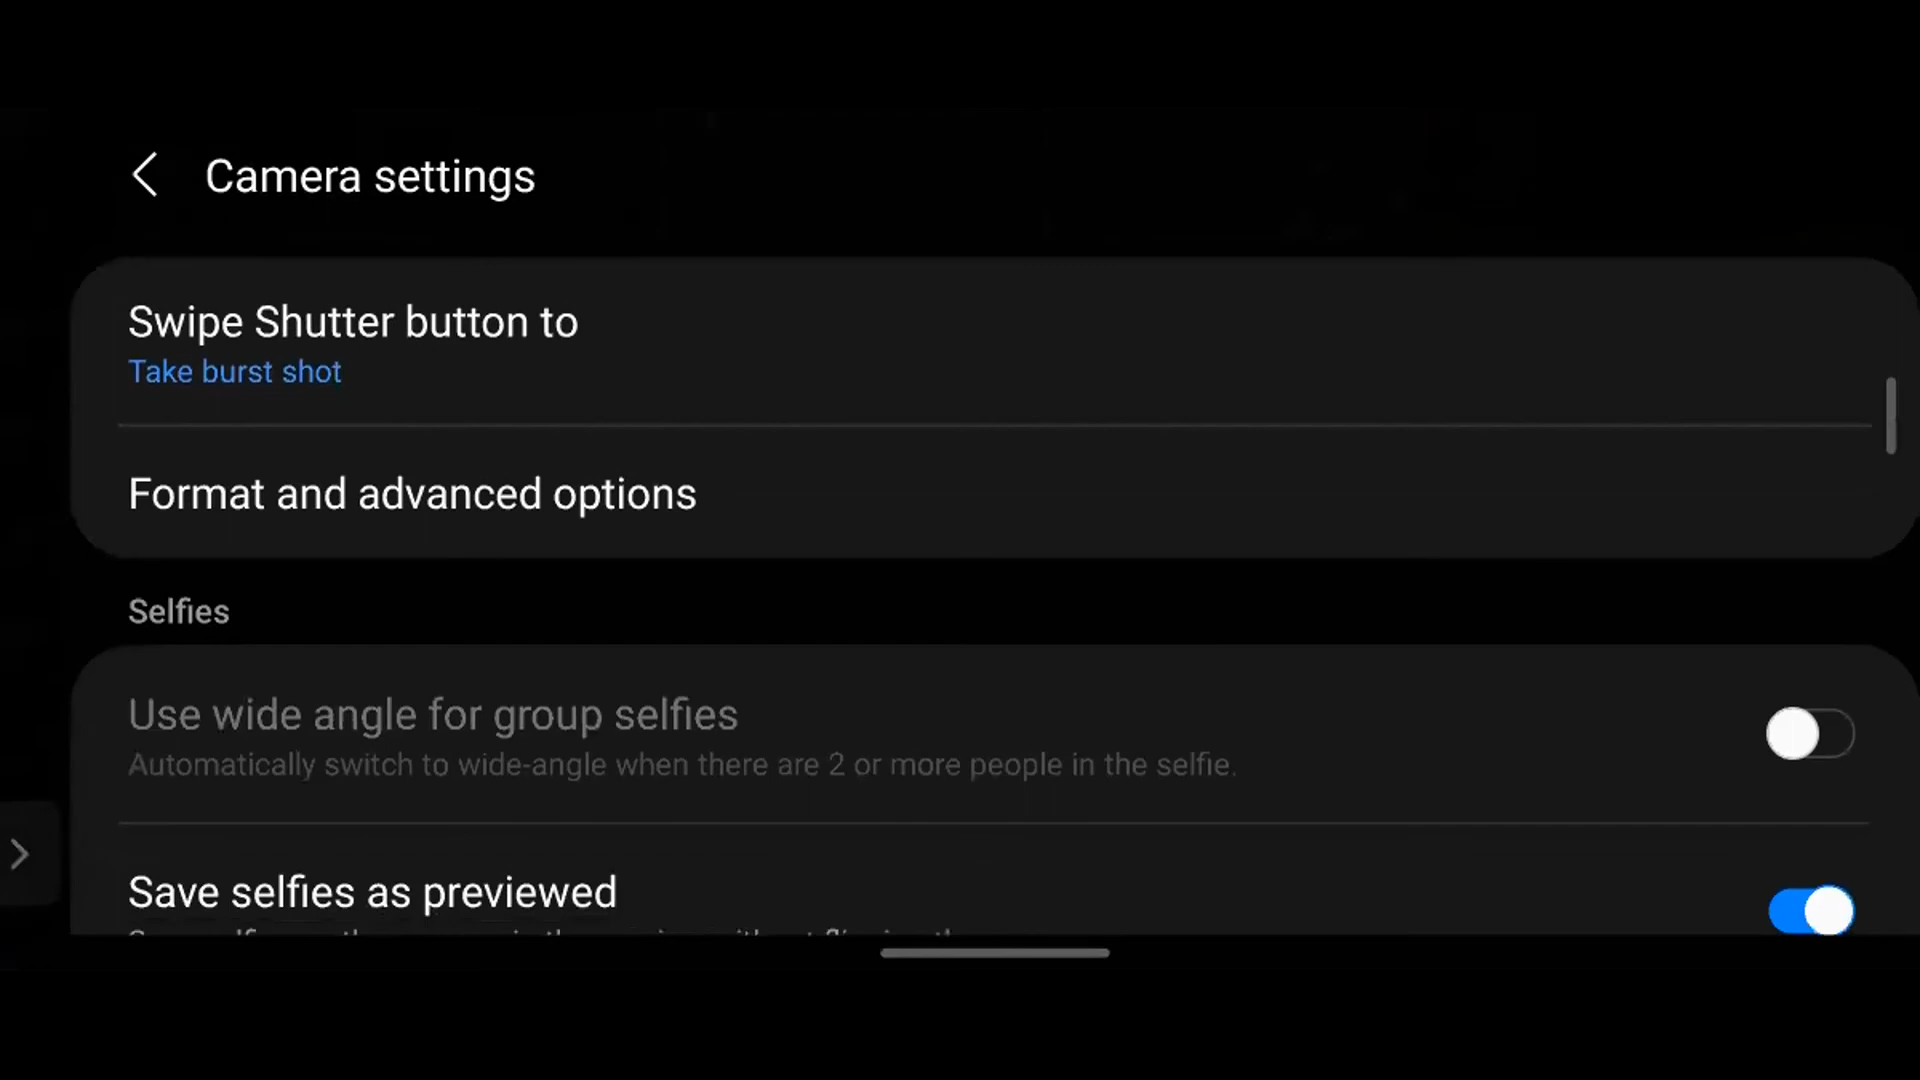 Camera settings
Swipe Shutter button to
Take burst shot
Format and advanced options
Selfies
Use wide angle for group selfies
Automatically switch to wide-angle when there are 2 or more people in the selfie.
Save selfies as previewed